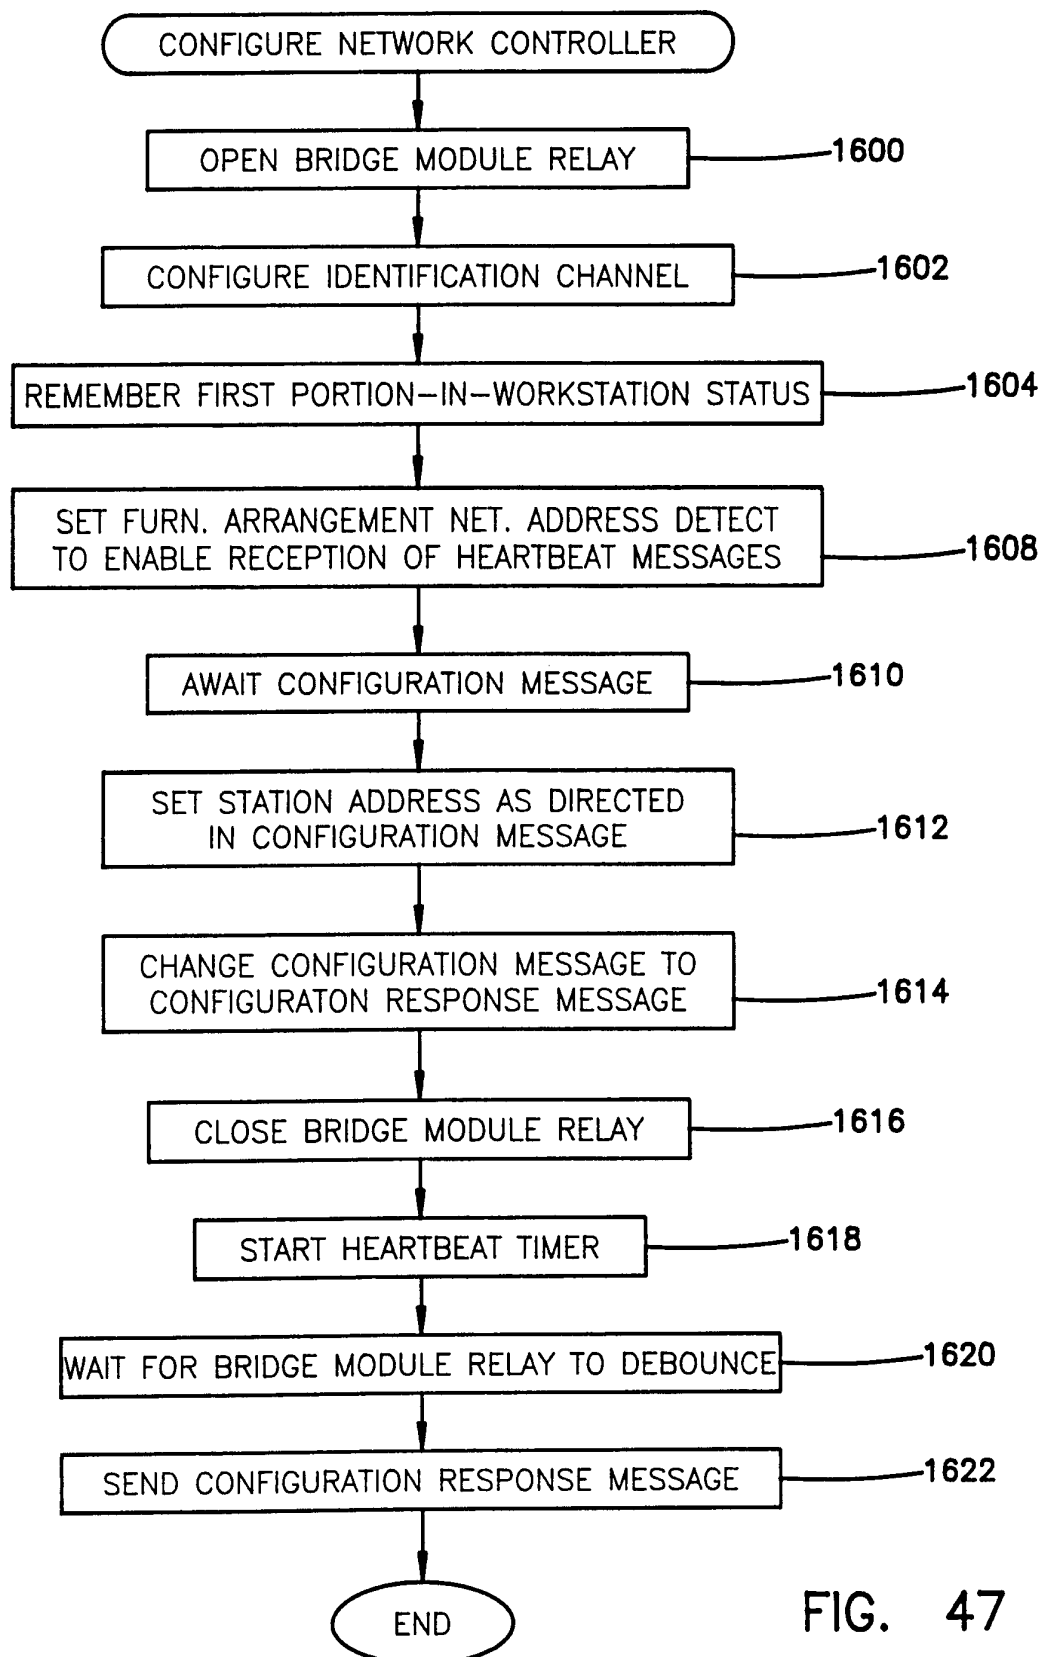 CONFIGURE NETWORK CONTROLLER
OPEN BRIDGE MODULE RELAY
1600
CONFIGURE IDENTIFICATION CHANNEL
1602
REMEMBER FIRST PORTION-IN-WORKSTATION STATUS
1604
SET FURN. ARRANGEMENT NET. ADDRESS DETECT
TO ENABLE RECEPTION OF HEARTBEAT MESSAGES
1608
AWAIT CONFIGURATION MESSAGE
1610
SET STATION ADDRESS AS DIRECTED
IN CONFIGURATION MESSAGE
1612
CHANGE CONFIGURATION MESSAGE TO
CONFIGURATON RESPONSE MESSAGE
1614
CLOSE BRIDGE MODULE RELAY
1616
START HEARTBEAT TIMER
1618
WAIT FOR BRIDGE MODULE RELAY TO DEBOUNCE
1620
SEND CONFIGURATION RESPONSE MESSAGE
1622
END
FIG. 47